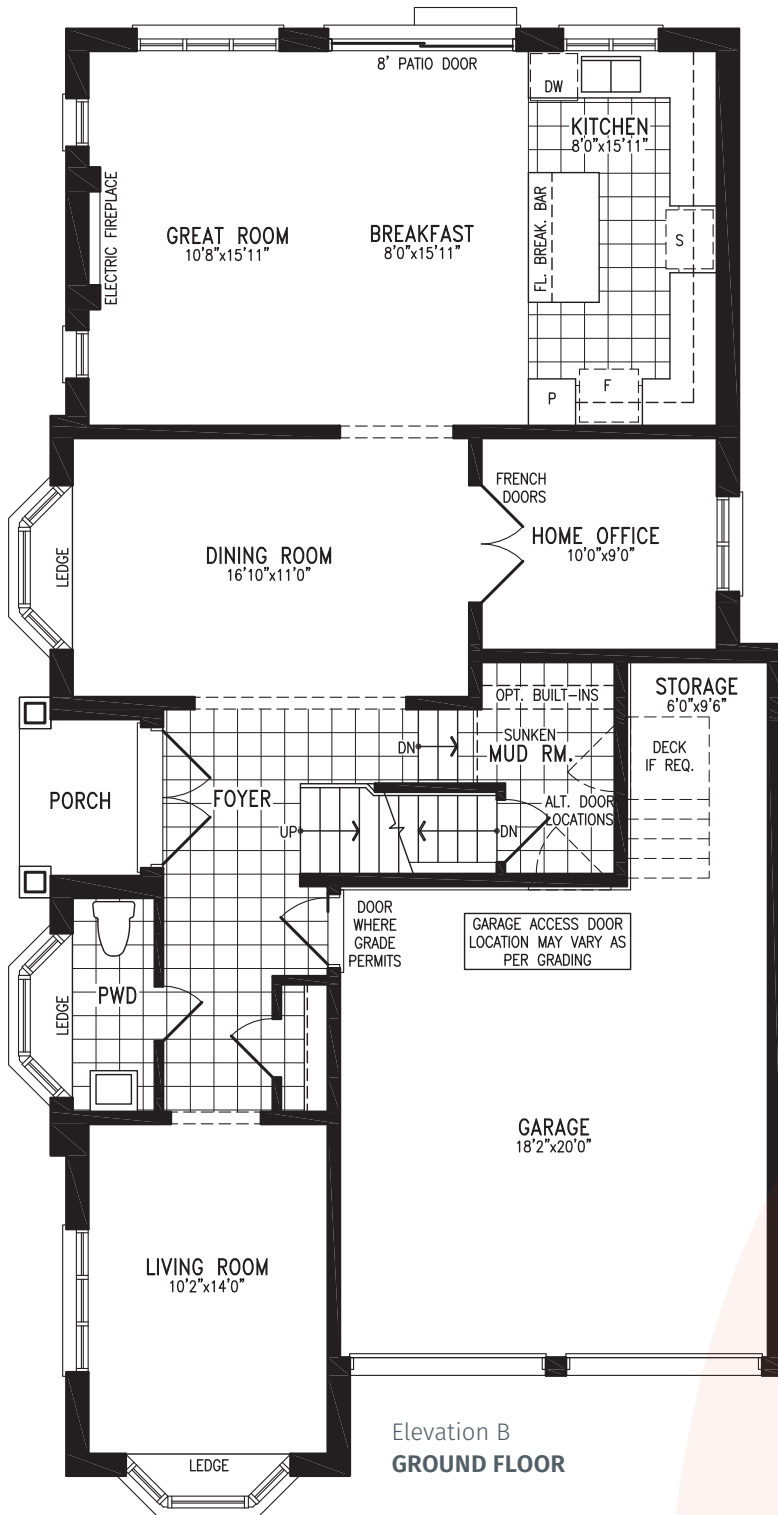 8' PATIO DOOR
DW
KITCHEN
8'0"x15'11"
ELECTRIC FIREPLACE
GREAT ROOM
10'8"x15'11"
BREAKFAST
8'0"x15'11"
FL. BREAK. BAR
S
P
F
FRENCH
DOORS
LEDGE
DINING ROOM
16'10"x11'0"
HOME OFFICE
10'0"x9'0"
OPT. BUILT-INS
STORAGE
6'0"x9'6"
SUNKEN
MUD RM.
DN
DECK
IF REQ.
PORCH
FOYER
UP
DN
ALT. DOOR
LOCATIONS
DOOR
WHERE
GRADE
PERMITS
GARAGE ACCESS DOOR
LOCATION MAY VARY AS
PER GRADING
LEDGE
PWD
GARAGE
18'2"x20'0"
LIVING ROOM
10'2"x14'0"
LEDGE
Elevation B
GROUND FLOOR